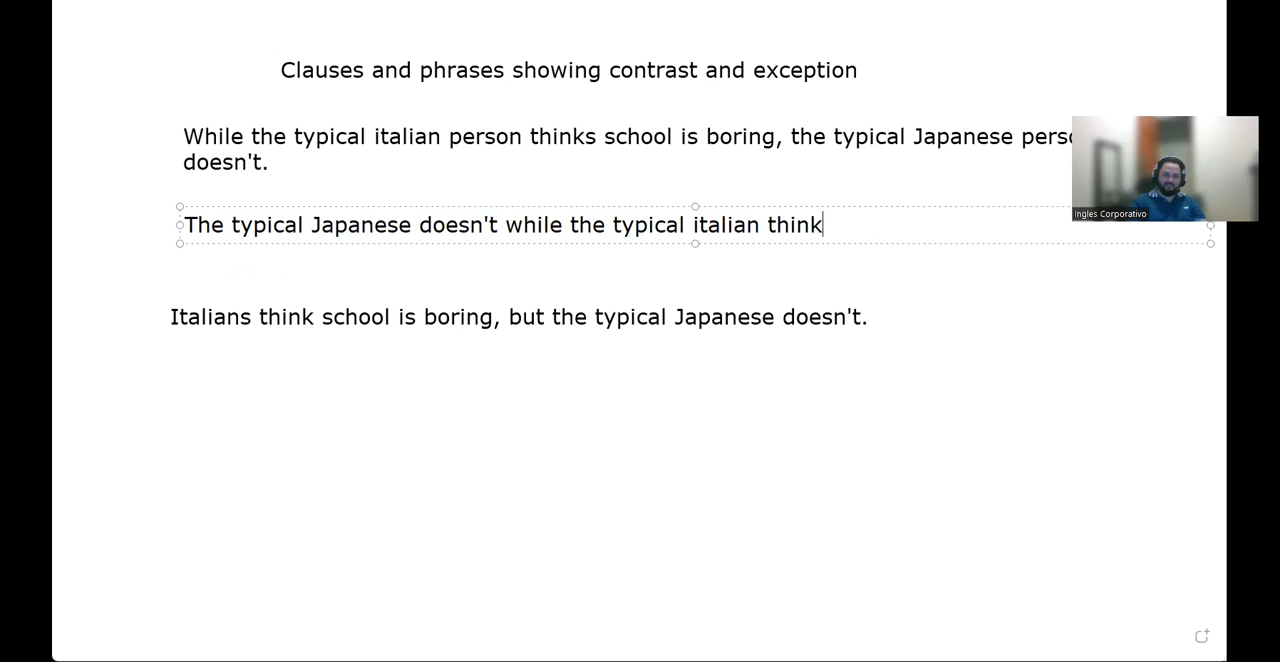 Clauses and phrases showing contrast and exception
While the typical italian person thinks school is boring, the typical Japanese
doesn't.
The typical Japanese doesn't while the typical italian think
Ingles Corporativo
Italians think school is boring, but the typical Japanese doesn't.